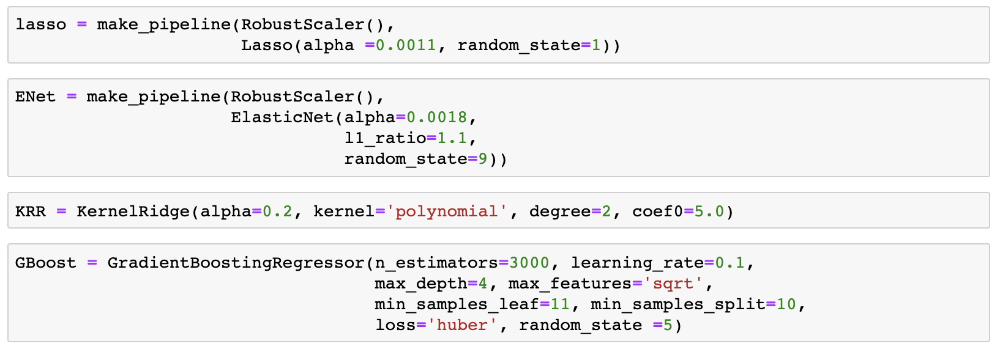 lasso = make_pipeline(RobustScaler(),
                      Lasso(alpha =0.0011, random_state=1))
ENet = make_pipeline(RobustScaler(),
                     ElasticNet(alpha=0.0018,
                                l1_ratio=1.1,
                                random_state=9))
KRR = KernelRidge(alpha=0.2, kernel='polynomial', degree=2, coef0=5.0)
GBoost = GradientBoostingRegressor(n_estimators=3000, learning_rate=0.1,
                                   max_depth=4, max_features='sqrt',
                                   min_samples_leaf=11, min_samples_split=10,
                                   loss='huber', random_state =5)